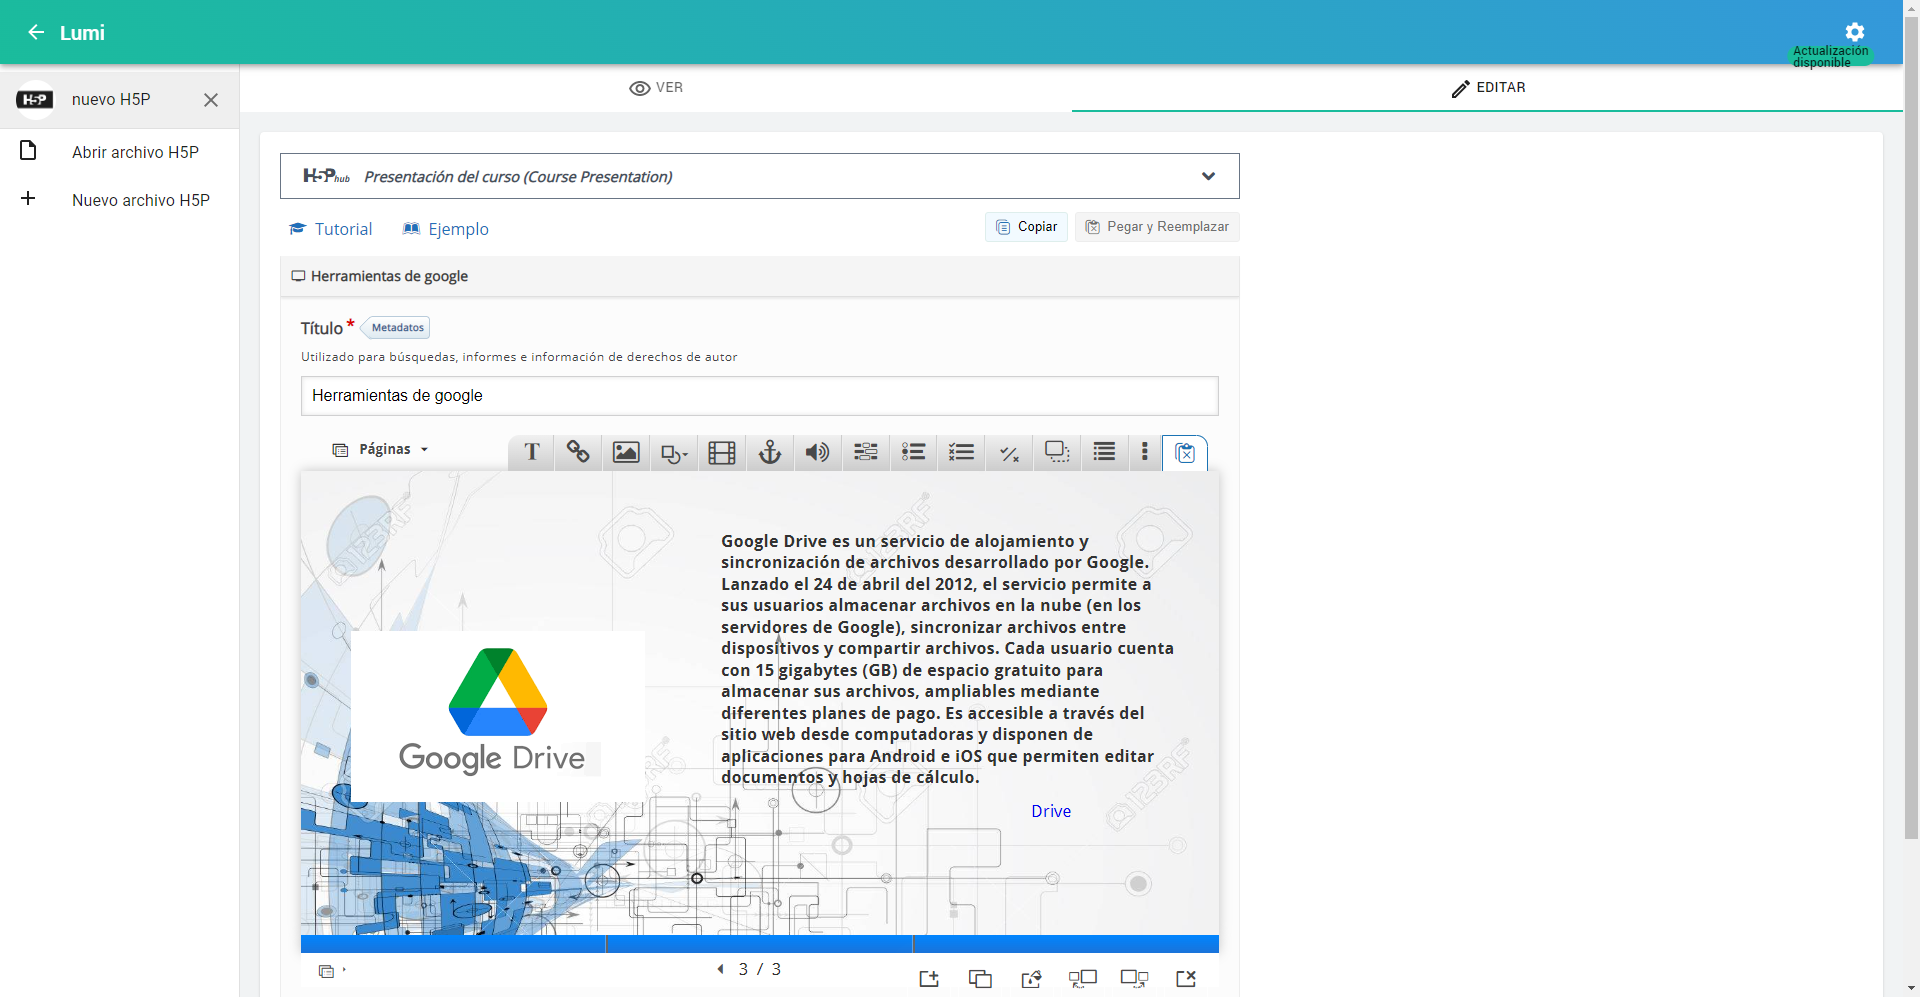 Lumi
Actualización
disponible
nuevo H5P
VER
EDITAR
Abrir archivo H5P
Nuevo archivo H5P
H5Phub Presentación del curso (Course Presentation)
Tutorial
Ejemplo
Copiar
Pegar y Reemplazar
Herramientas de google
Título *
Metadatos
Utilizado para búsquedas, informes e información de derechos de autor
Herramientas de google
Páginas
T
123RF
123RF
Google Drive es un servicio de alojamiento y
sincronización de archivos desarrollado por Google.
Lanzado el 24 de abril del 2012, el servicio permite a
sus usuarios almacenar archivos en la nube (en los
servidores de Google), sincronizar archivos entre
dispositivos y compartir archivos. Cada usuario cuenta
con 15 gigabytes (GB) de espacio gratuito para
almacenar sus archivos, ampliables mediante
diferentes planes de pago. Es accesible a través del
sitio web desde computadoras y disponen de
aplicaciones para Android e iOS que permiten editar
documentos y hojas de cálculo.
Google Drive
Drive
123RF
3 / 3